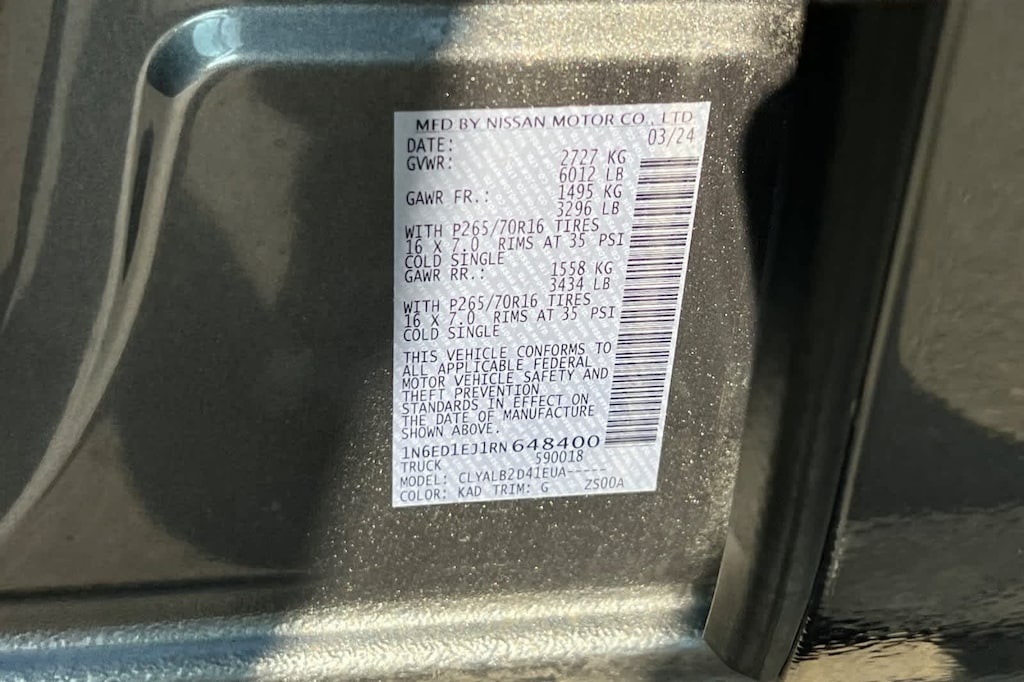 MFD BY NISSAN MOTOR CO., LTD
DATE: 03/24
GVWR: 2727 KG
6012 LB
GAWR FR.: 1495 KG
3296 LB
WITH P265/70R16 TIRES
16 X 7.0 RIMS AT 35 PSI
COLD SINGLE
GAWR RR.: 1558 KG
3434 LB
WITH P265/70R16 TIRES
16 X 7.0 RIMS AT 35 PSI
COLD SINGLE
THIS VEHICLE CONFORMS TO
ALL APPLICABLE FEDERAL
MOTOR VEHICLE SAFETY AND
THEFT PREVENTION
STANDARDS IN EFFECT ON
THE DATE OF MANUFACTURE
SHOWN ABOVE.
1N6ED1EJ1RN648400
TRUCK 590018
MODEL: CLYALB2D41EUA-----
COLOR: KAD TRIM: G ZS00A